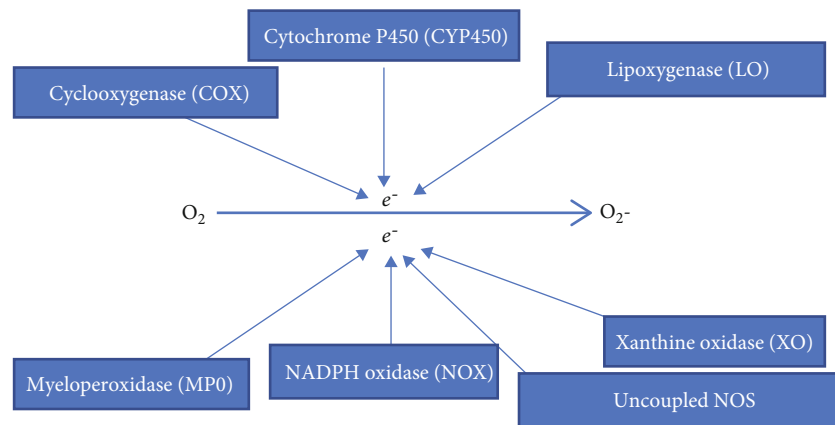 Cytochrome P450 (CYP450)
Cyclooxygenase (COX)
Lipoxygenase (LO)
e-
O2
O2-
e-
Xanthine oxidase (XO)
NADPH oxidase (NOX)
Myeloperoxidase (MP0)
Uncoupled NOS